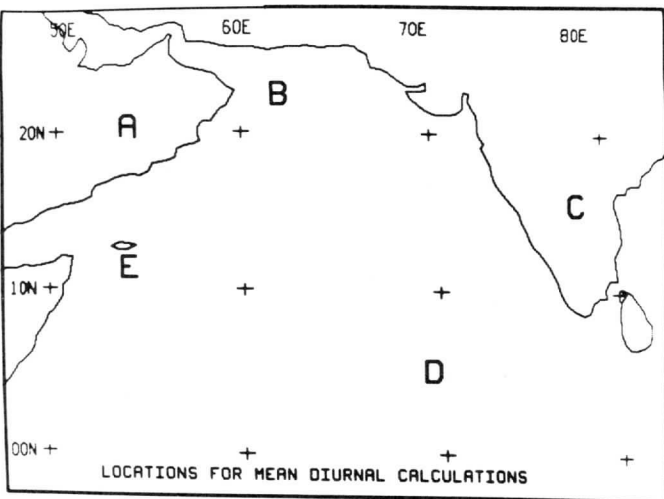 50E 60E 70E 80E
B
20N A
C
E
10N
D
00N
LOCATIONS FOR MEAN DIURNAL CALCULATIONS